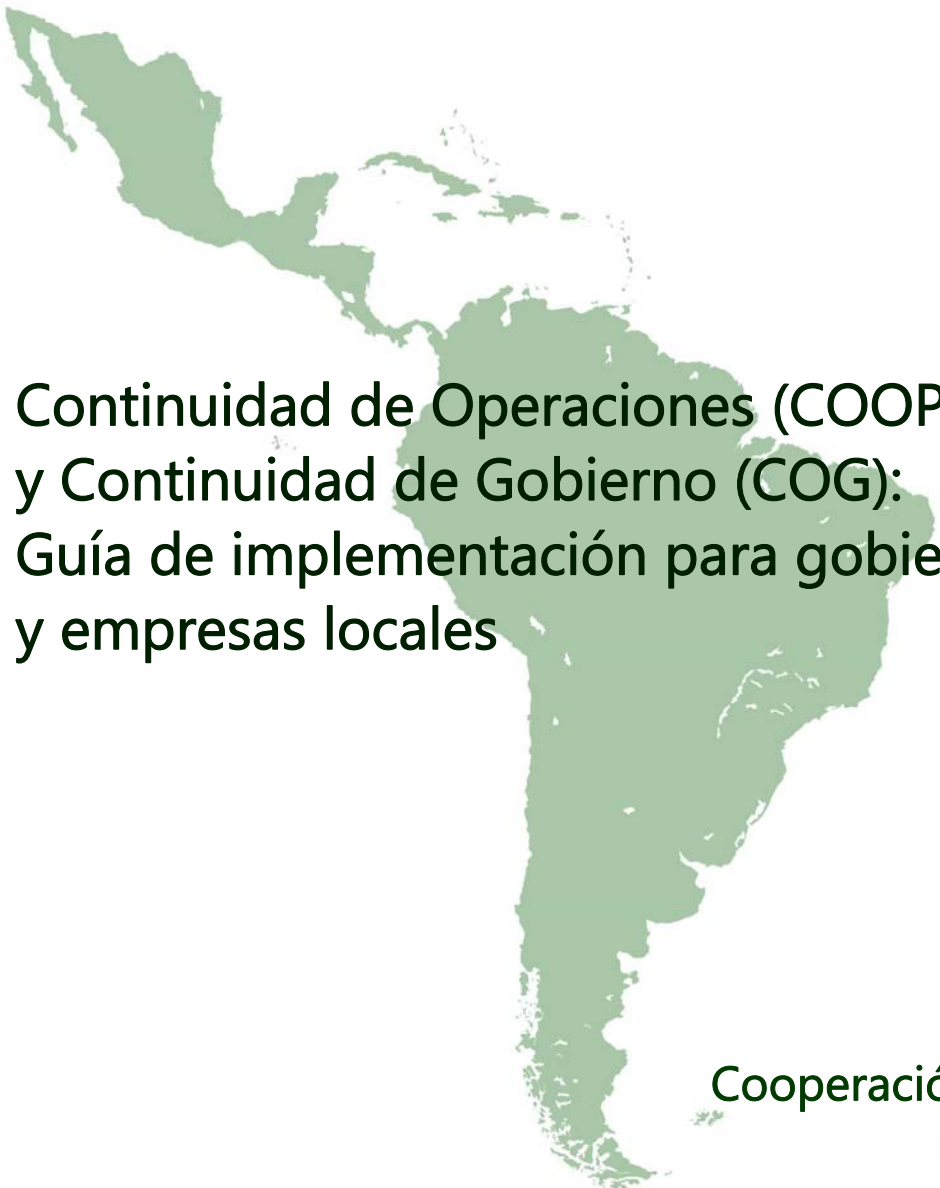 Continuidad de Operaciones (COOP
y Continuidad de Gobierno (COG):
Guía de implementación para gobie
y empresas locales
Cooperació